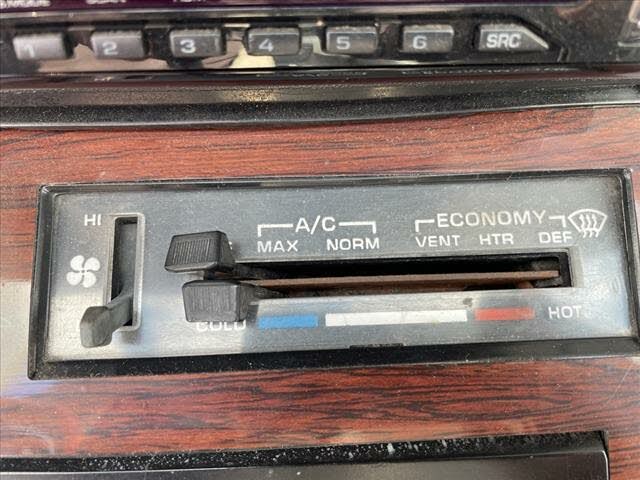 1 2 3 4 5 6 SRC
HI
A/C
MAX NORM
ECONOMY
VENT HTR DEF
COLD
HOT